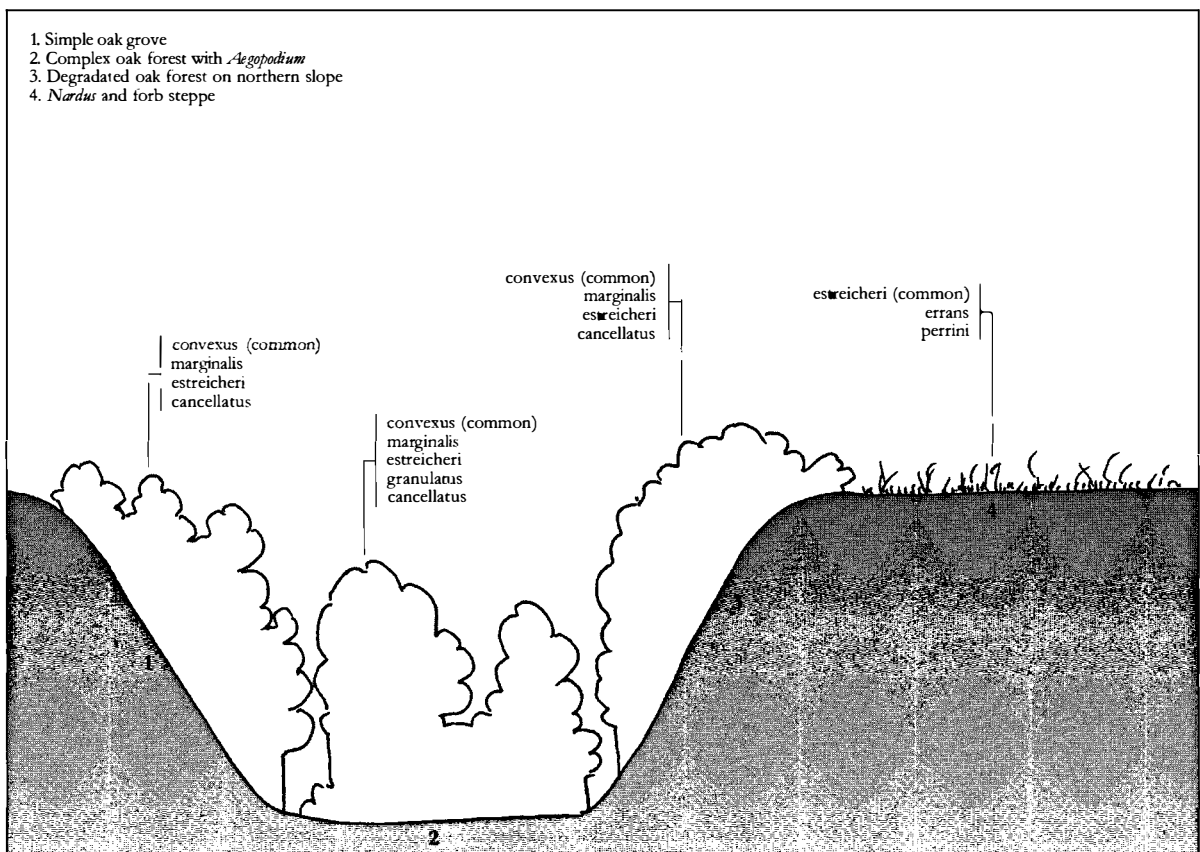 1. Simple oak grove
2. Complex oak forest with Aegopodium
3. Degradated oak forest on northern slope
4. Nardus and forb steppe
convexus (common)
marginalis
estreicheri
cancellatus
convexus (common)
marginalis
estreicheri
granulatus
cancellatus
convexus (common)
marginalis
estreicheri
cancellatus
estreicheri (common)
errans
perrini
1
2
3
4